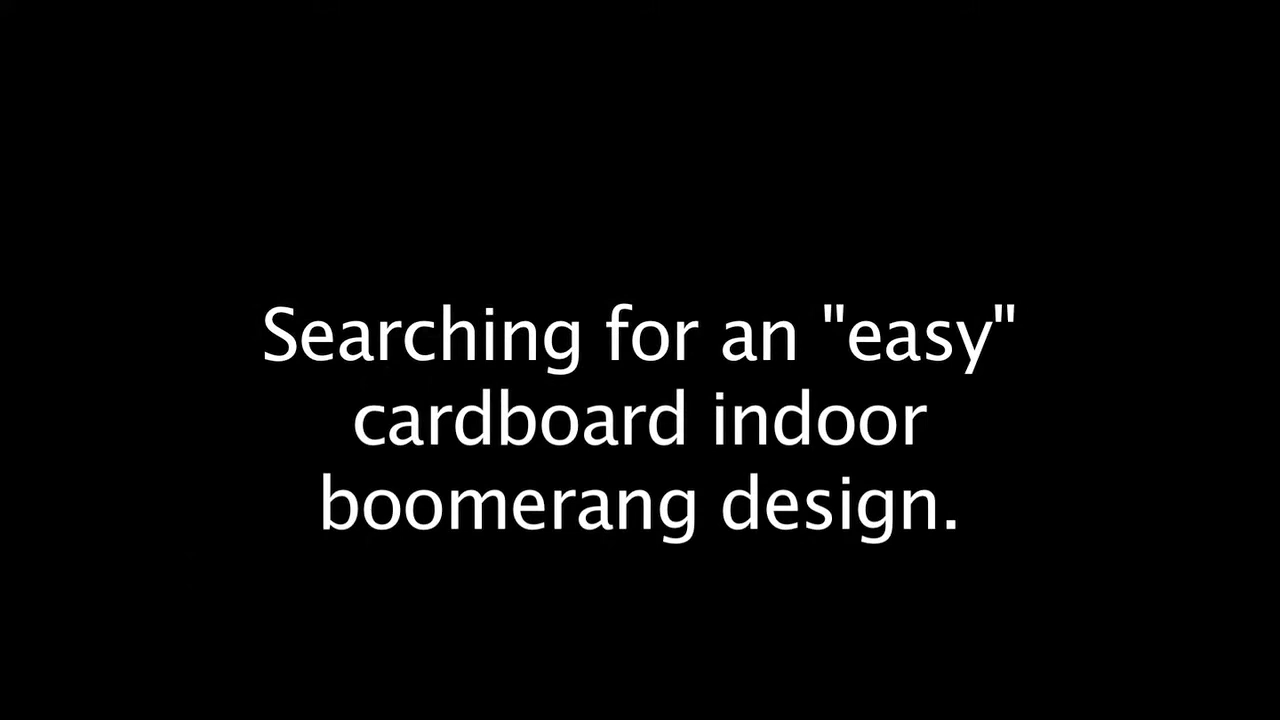 Searching for an "easy"
cardboard indoor
boomerang design.